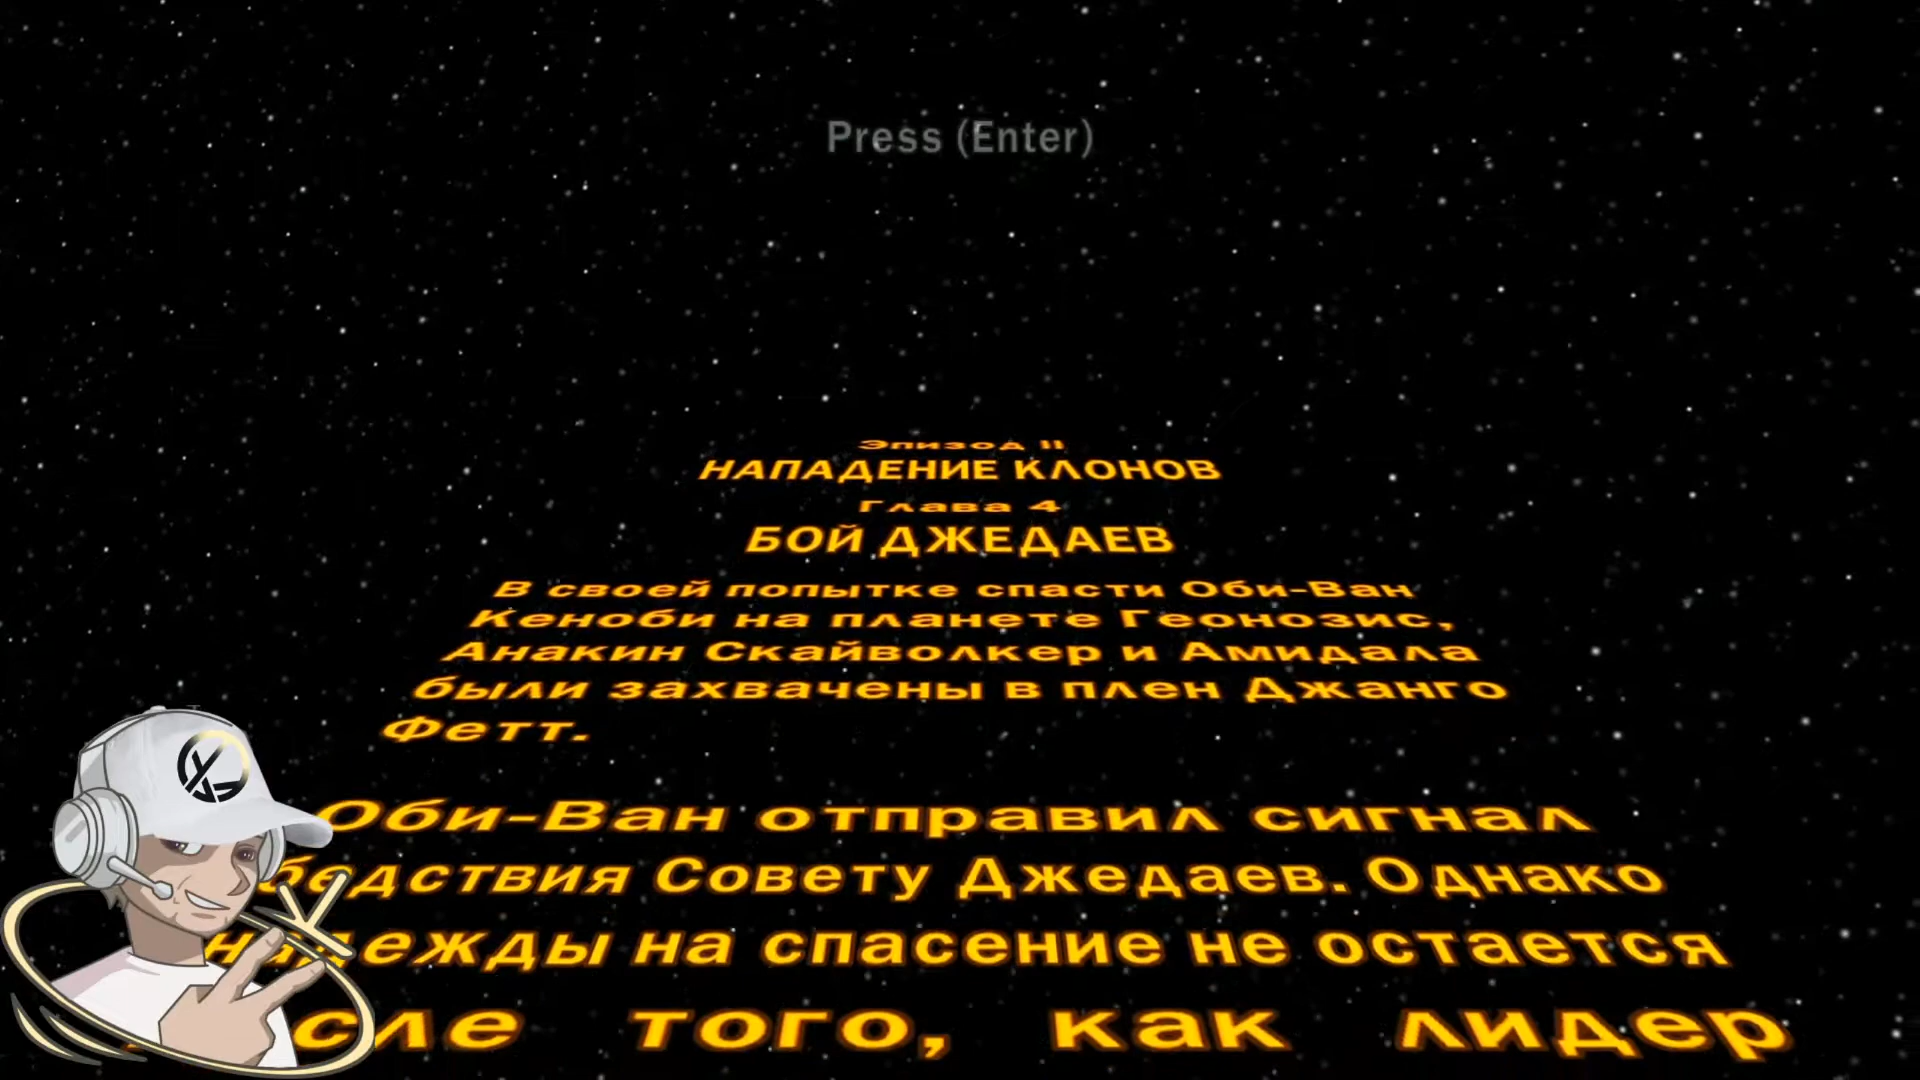 Press (Enter)
Эпизод II
НАПАДЕНИЕ КЛОНОВ
Глава 4
БОЙ ДЖЕДАЕВ
В своей попытке спасти Оби-Ван
Кеноби на планете Геонозис,
Анакин Скайволкер и Амидала
были захвачены в плен Джанго
Фетт.
Оби-Ван отправил сигнал
бедствия Совету Джедаев. Однако
надежды на спасение не остается
после того, как лидер